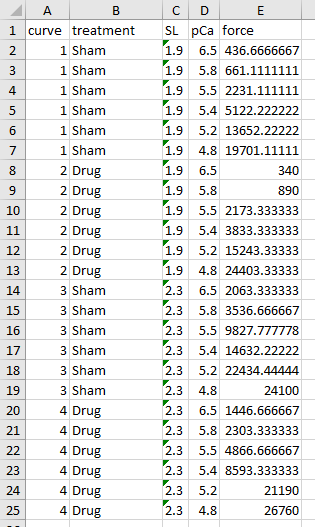 A B C D E
1 curve treatment SL pCa force
2 1 Sham 1.9 6.5 436.6666667
3 1 Sham 1.9 5.8 661.1111111
4 1 Sham 1.9 5.5 2231.111111
5 1 Sham 1.9 5.4 5122.222222
6 1 Sham 1.9 5.2 13652.22222
7 1 Sham 1.9 4.8 19701.11111
8 2 Drug 1.9 6.5 340
9 2 Drug 1.9 5.8 890
10 2 Drug 1.9 5.5 2173.333333
11 2 Drug 1.9 5.4 3833.333333
12 2 Drug 1.9 5.2 15243.33333
13 2 Drug 1.9 4.8 24403.33333
14 3 Sham 2.3 6.5 2063.333333
15 3 Sham 2.3 5.8 3536.666667
16 3 Sham 2.3 5.5 9827.777778
17 3 Sham 2.3 5.4 14632.22222
18 3 Sham 2.3 5.2 22434.44444
19 3 Sham 2.3 4.8 24100
20 4 Drug 2.3 6.5 1446.666667
21 4 Drug 2.3 5.8 2303.333333
22 4 Drug 2.3 5.5 4866.666667
23 4 Drug 2.3 5.4 8593.333333
24 4 Drug 2.3 5.2 21190
25 4 Drug 2.3 4.8 26760